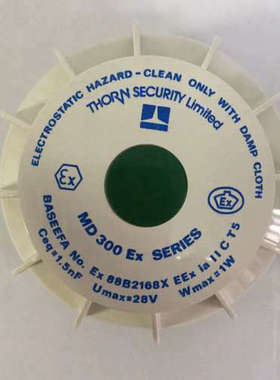 ELECTROSTATIC HAZARD-CLEAN ONLY WITH DAMP CLOTH
THORN SECURITY Limited
Ex
Ex
MD 300 Ex SERIES
BASEEFA No. Ex 88B2168X EEx ia IIC T5
Ceq=1.5nF Umax=28V Wmax=1W